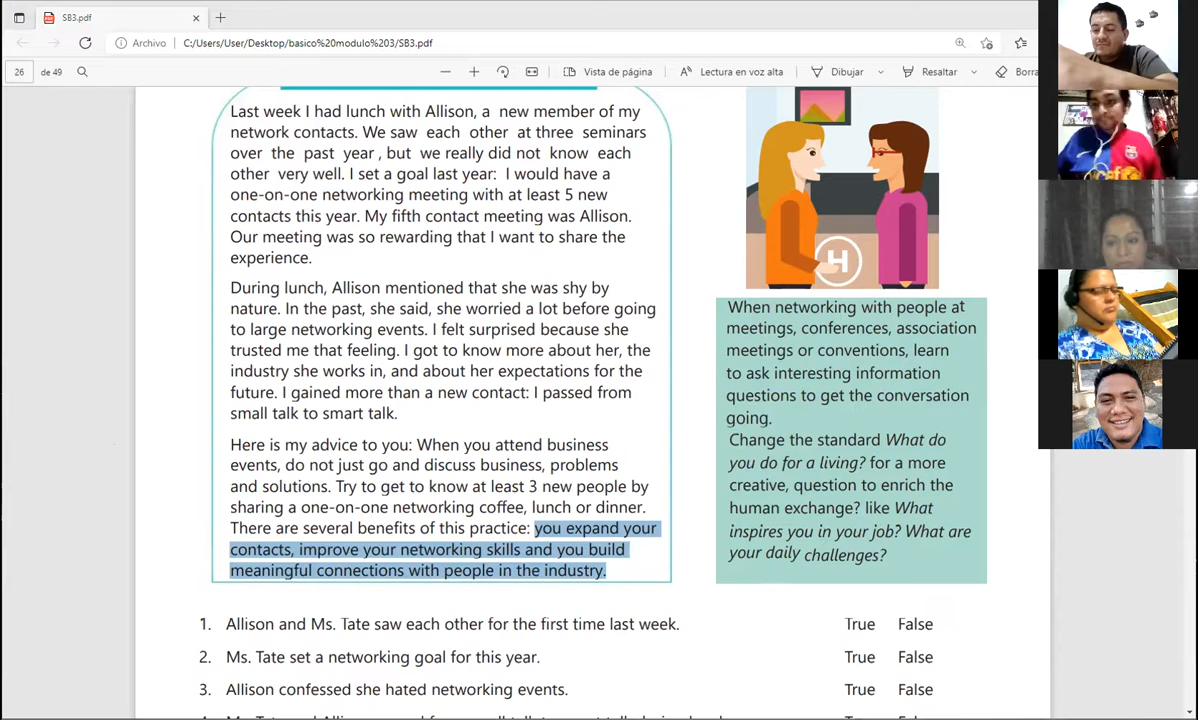 SB3.pdf
Archivo | C:/Users/User/Desktop/basico%20modulo%203/SB3.pdf
26 de 49
Vista de página
Lectura en voz alta
Dibujar
Resaltar
Borra
Last week I had lunch with Allison, a new member of my
network contacts. We saw each other at three seminars
over the past year , but we really did not know each
other very well. I set a goal last year: I would have a
one-on-one networking meeting with at least 5 new
contacts this year. My fifth contact meeting was Allison.
Our meeting was so rewarding that I want to share the
experience.
During lunch, Allison mentioned that she was shy by
nature. In the past, she said, she worried a lot before going
to large networking events. I felt surprised because she
trusted me that feeling. I got to know more about her, the
industry she works in, and about her expectations for the
future. I gained more than a new contact: I passed from
small talk to smart talk.
Here is my advice to you: When you attend business
events, do not just go and discuss business, problems
and solutions. Try to get to know at least 3 new people by
sharing a one-on-one networking coffee, lunch or dinner.
There are several benefits of this practice: you expand your
contacts, improve your networking skills and you build
meaningful connections with people in the industry.
H
When networking with people at
meetings, conferences, association
meetings or conventions, learn
to ask interesting information
questions to get the conversation
going.
Change the standard What do
you do for a living? for a more
creative, question to enrich the
human exchange? like What
inspires you in your job? What are
your daily challenges?
1. Allison and Ms. Tate saw each other for the first time last week. True False
2. Ms. Tate set a networking goal for this year. True False
3. Allison confessed she hated networking events. True False